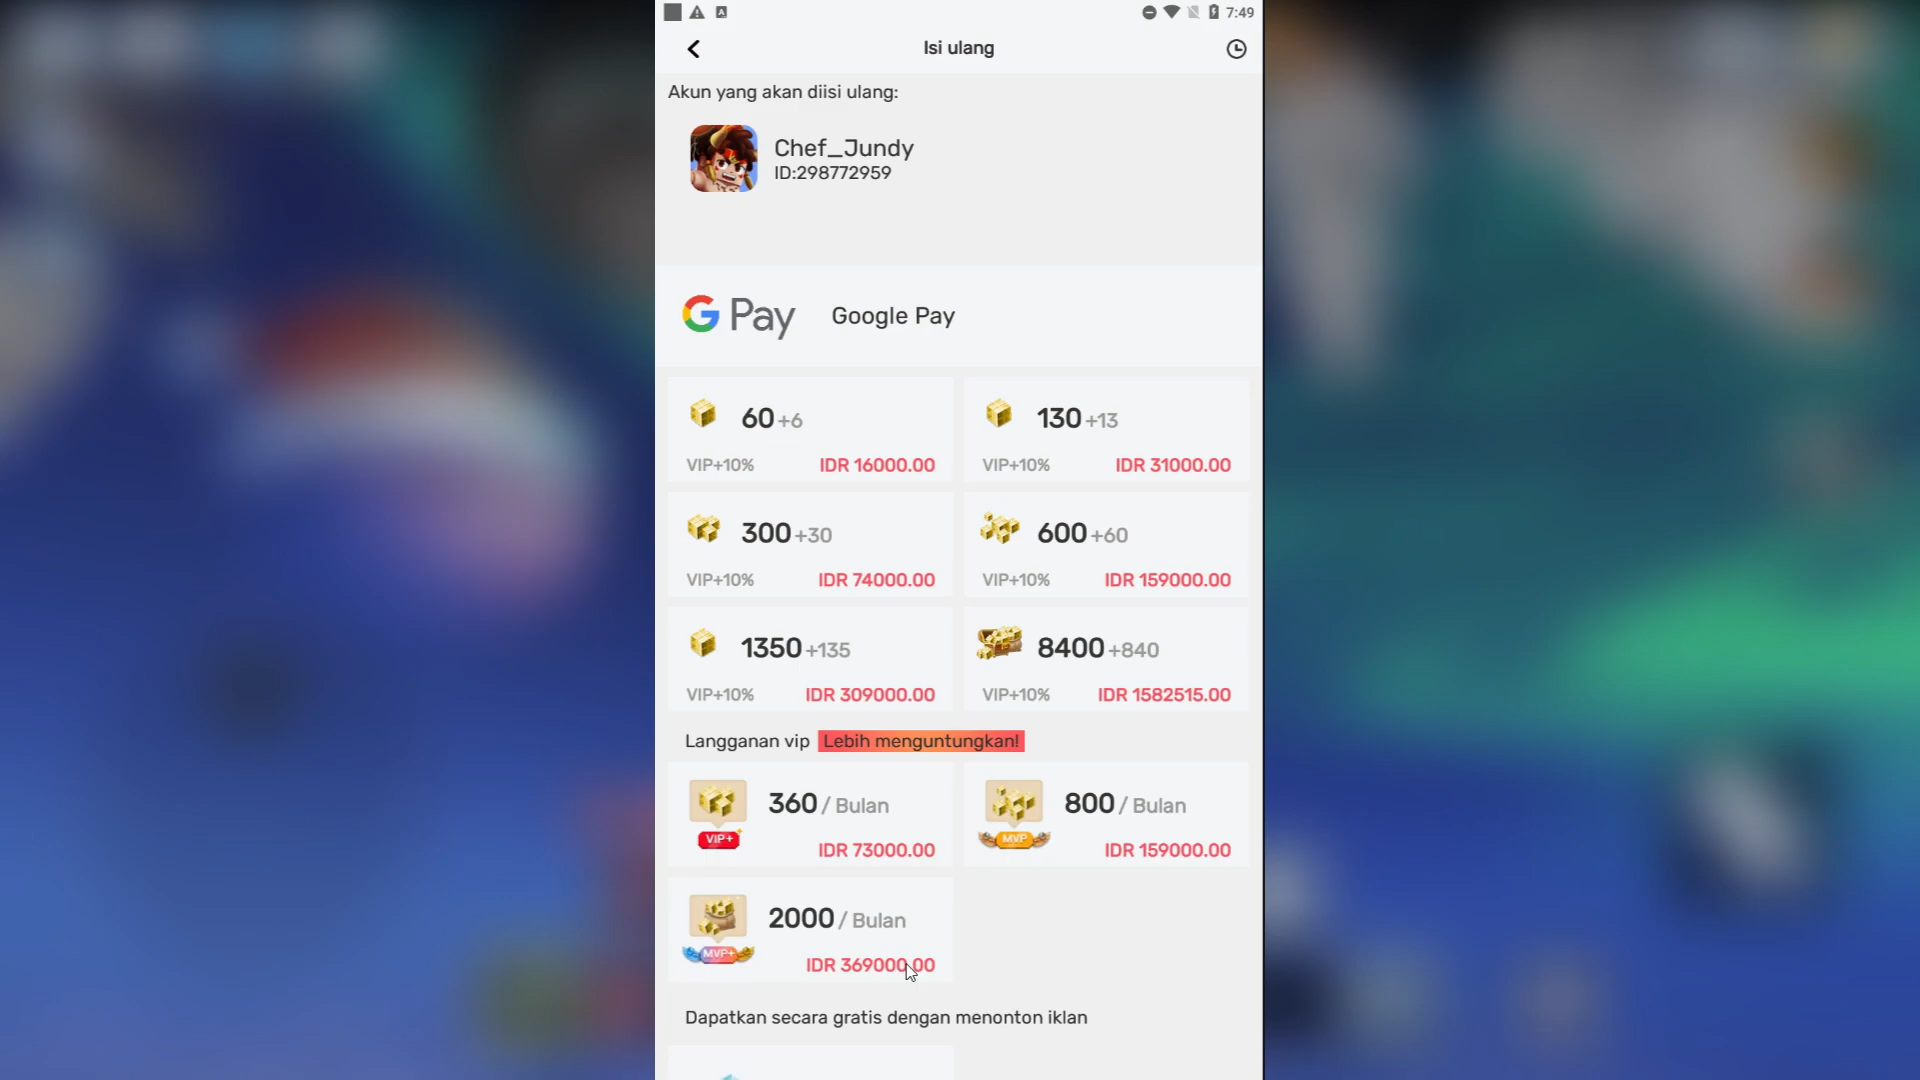 7:49
Isi ulang
Akun yang akan diisi ulang:
Chef_Jundy
ID:298772959
G Pay Google Pay
60+6 130+13
VIP+10% IDR 16000.00 VIP+10% IDR 31000.00
300+30 600+60
VIP+10% IDR 74000.00 VIP+10% IDR 159000.00
1350+135 8400+840
VIP+10% IDR 309000.00 VIP+10% IDR 1582515.00
Langganan vip Lebih menguntungkan!
360/ Bulan 800/ Bulan
VIP+ IDR 73000.00 MVP IDR 159000.00
2000/ Bulan
MVP+ IDR 369000.00
Dapatkan secara gratis dengan menonton iklan